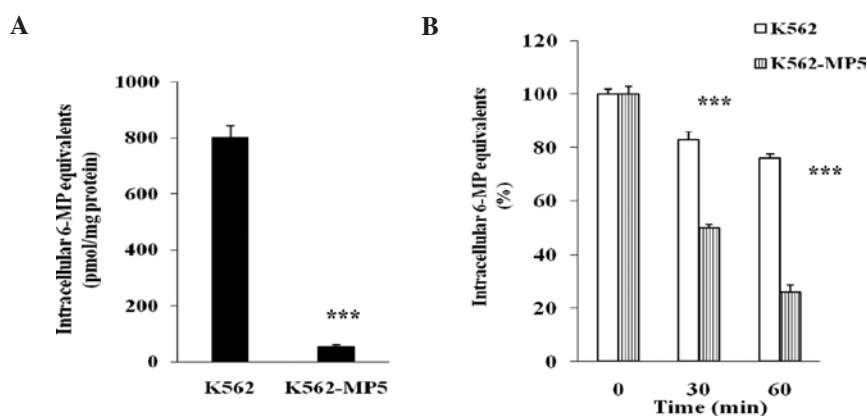 A
Intracellular 6-MP equivalents
(pmol/mg protein)
1000
800
600
400
200
0
***
K562
K562-MP5
B
K562
K562-MP5
Intracellular 6-MP equivalents
(%)
120
100
80
60
40
20
0
***
***
0
30
60
Time (min)